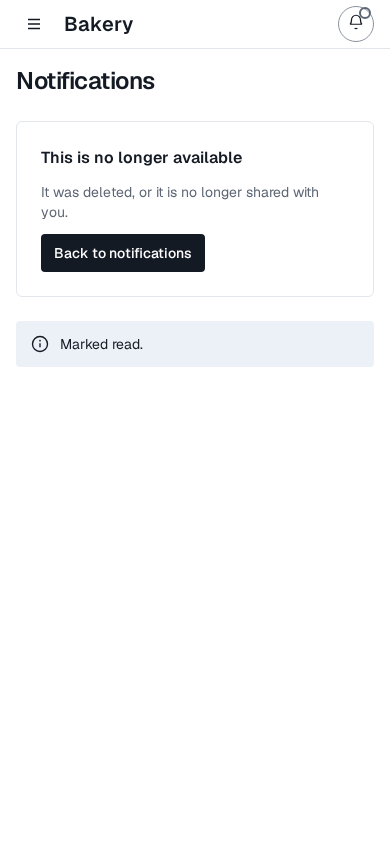 Bakery
Notifications
This is no longer available
It was deleted, or it is no longer shared with
you.
Back to notifications
Marked read.